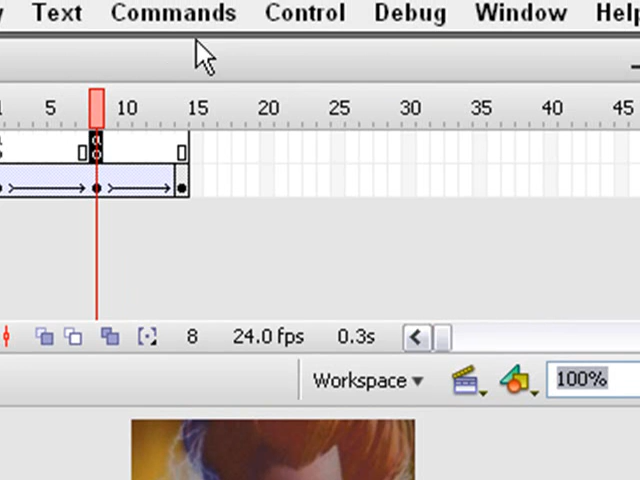 Text Commands Control Debug Window Help
5 10 15 20 25 30 35 40 45
8 24.0 fps 0.3s
Workspace
100%